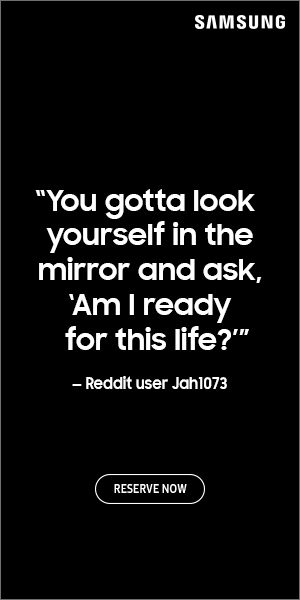 SAMSUNG
“You gotta look
yourself in the
mirror and ask,
‘Am I ready
for this life?’”
– Reddit user Jah1073
RESERVE NOW